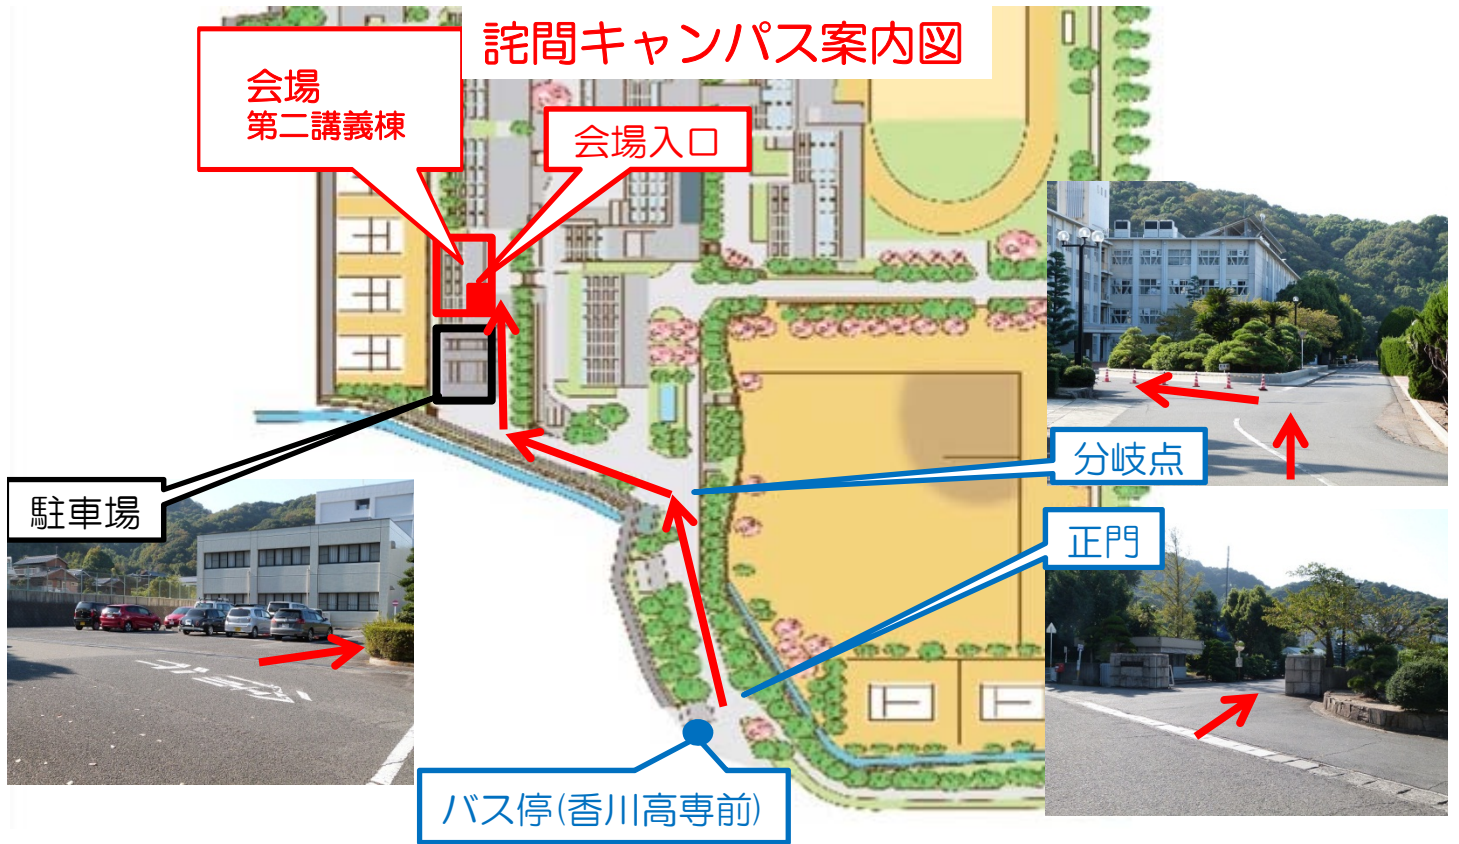 詫間キャンパス案内図
会場
第二講義棟
会場入口
分岐点
駐車場
正門
バス停(香川高専前)